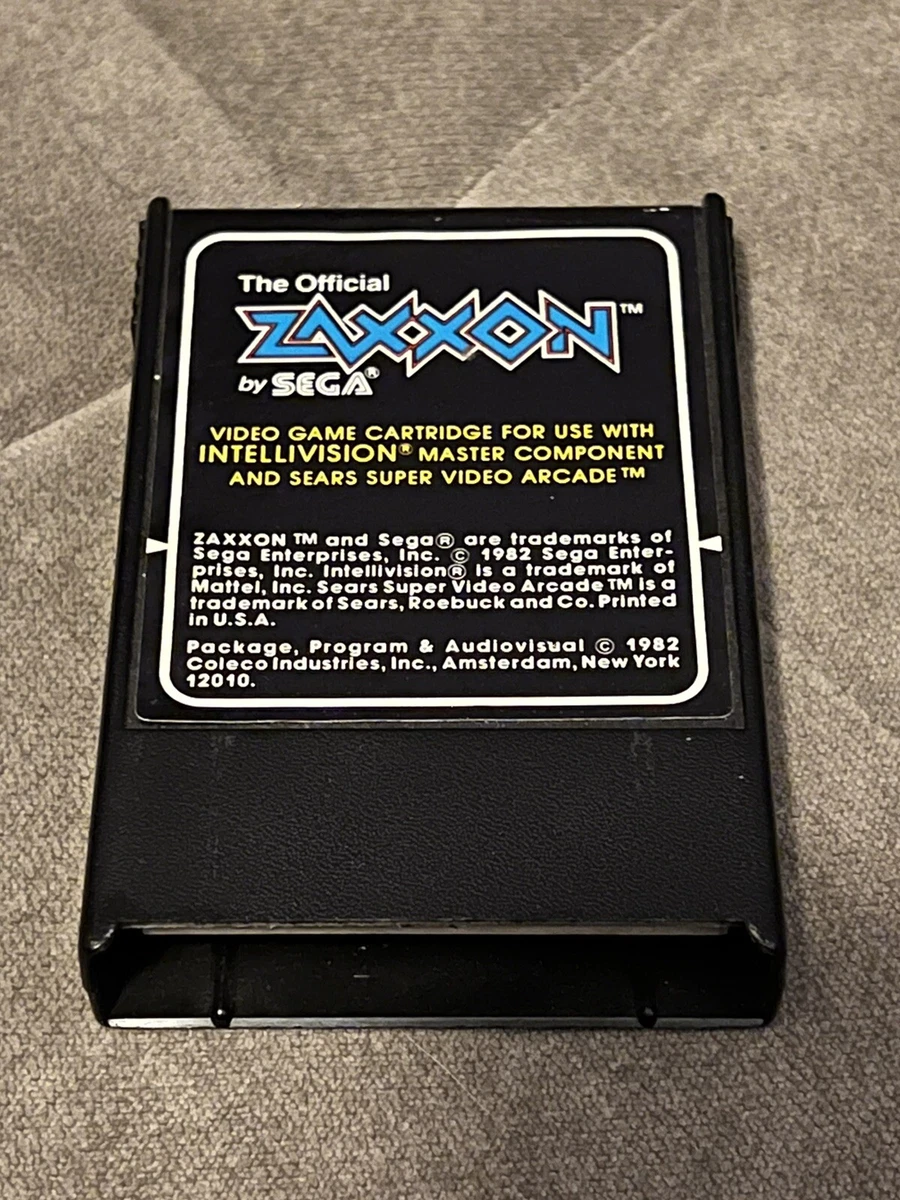 The Official
ZAXXON™
by SEGA®
VIDEO GAME CARTRIDGE FOR USE WITH
INTELLIVISION® MASTER COMPONENT
AND SEARS SUPER VIDEO ARCADE™
ZAXXON™ and Sega® are trademarks of
Sega Enterprises, Inc. © 1982 Sega Enter-
prises, Inc. Intellivision® is a trademark of
Mattel, Inc. Sears Super Video Arcade™ is a
trademark of Sears, Roebuck and Co. Printed
in U.S.A.
Package, Program & Audiovisual © 1982
Coleco Industries, Inc., Amsterdam, New York
12010.